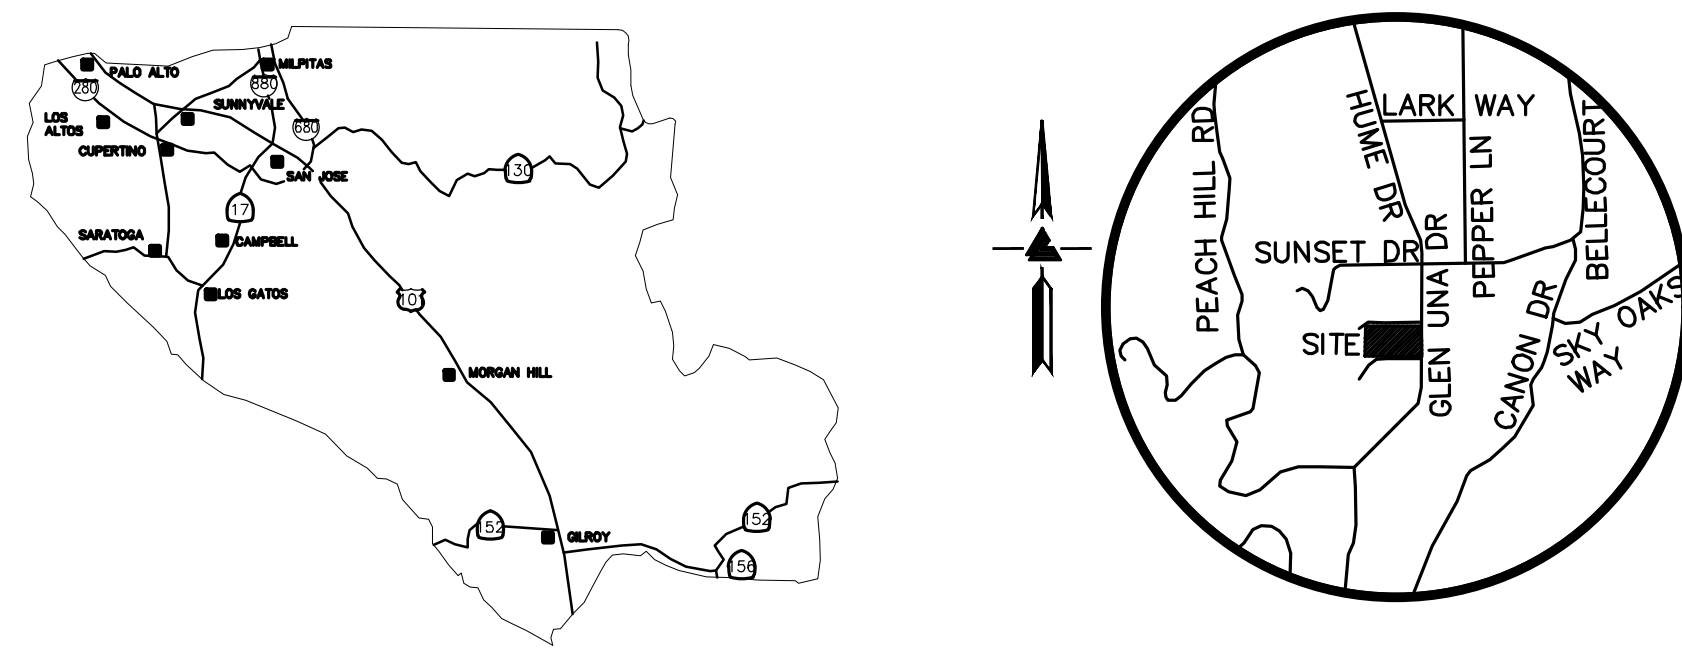 PALO ALTO
MILPITAS
280
880
SUNNYVALE
LOS
ALTOS
680
CUPERTINO
SAN JOSE
130
17
SARATOGA
CAMPBELL
LOS GATOS
101
MORGAN HILL
152
GILROY
152
156
PEACH HILL RD
HUME DR
LARK WAY
PEPPER LN
BELLECOURT
SUNSET DR
GLEN UNA DR
SITE
CANON DR
SKY OAKS
WAY